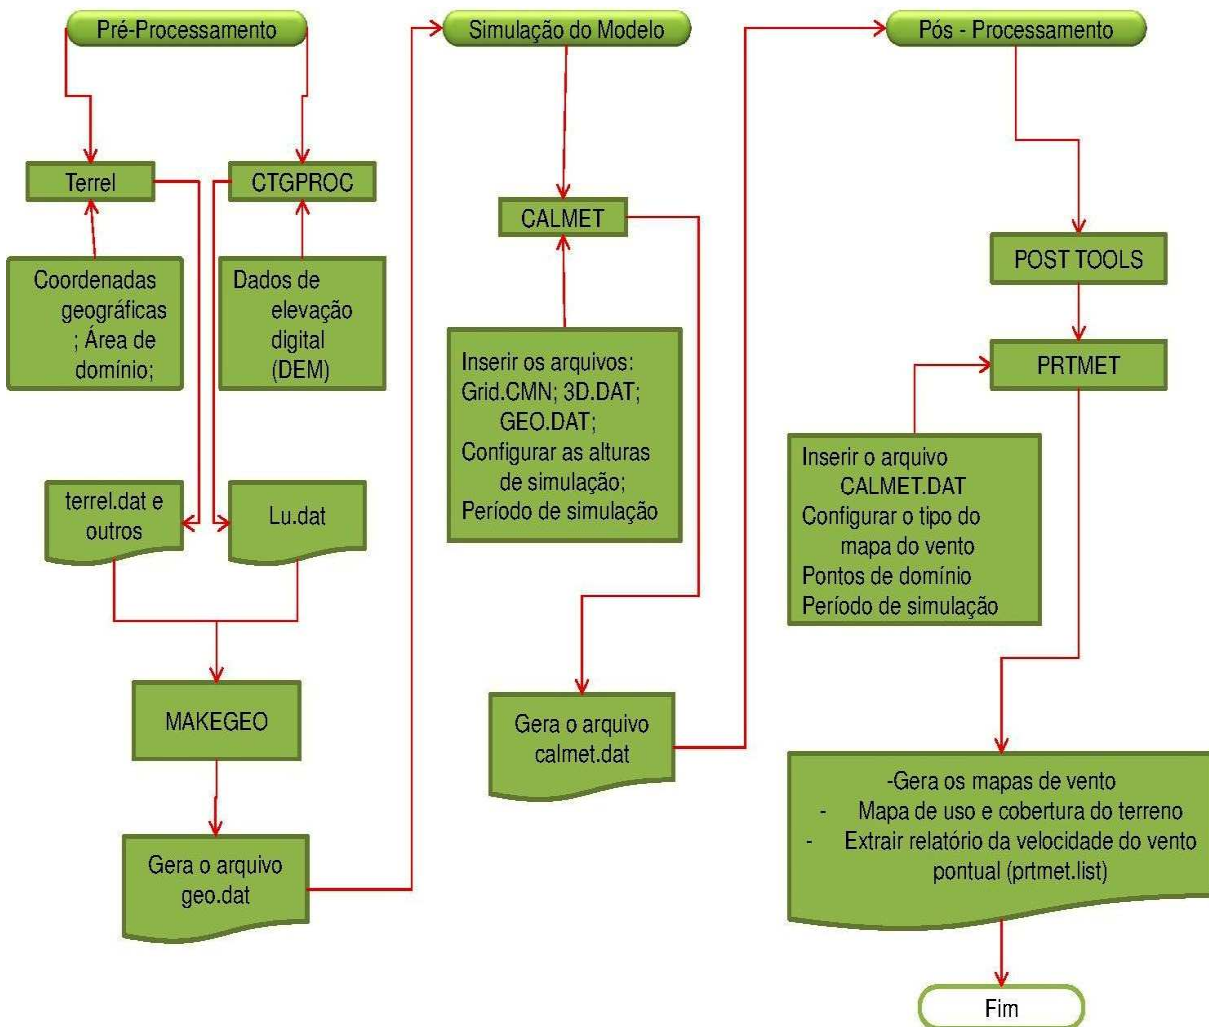 Pré-Processamento
Terrel
CTGPROC
Coordenadas
geográficas
; Área de
domínio;
Dados de
elevação
digital
(DEM)
terrel.dat e
outros
Lu.dat
MAKEGEO
Gera o arquivo
geo.dat
Simulação do Modelo
CALMET
Inserir os arquivos:
Grid.CMN; 3D.DAT;
GEO.DAT;
Configurar as alturas
de simulação;
Período de simulação
Gera o arquivo
calmet.dat
Pós - Processamento
POST TOOLS
PRTMET
Inserir o arquivo
CALMET.DAT
Configurar o tipo do
mapa do vento
Pontos de domínio
Período de simulação
-Gera os mapas de vento
- Mapa de uso e cobertura do terreno
- Extrair relatório da velocidade do vento
pontual (prtmet.list)
Fim